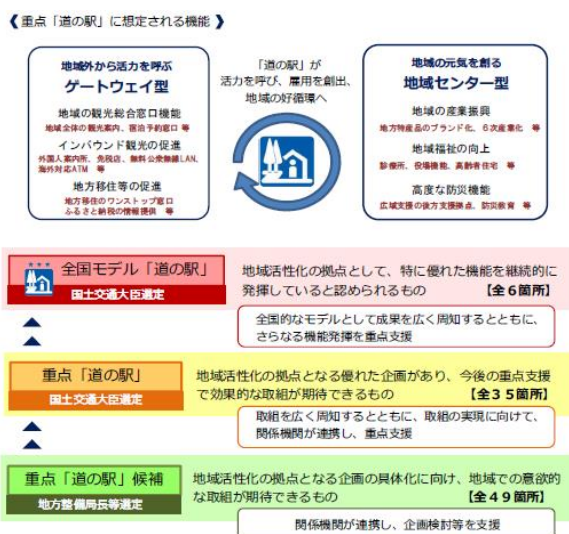 《 重点「道の駅」に想定される機能 》
地域外から活力を呼ぶ
ゲートウェイ型
地域の観光総合窓口機能
地域全体の観光案内、宿泊予約窓口 等
インバウンド観光の促進
外国人案内所、免税店、無料公衆無線LAN、
海外対応ATM 等
地方移住等の促進
地方移住のワンストップ窓口
ふるさと納税の情報提供 等
「道の駅」が
活力を呼び、雇用を創出、
地域の好循環へ
地域の元気を創る
地域センター型
地域の産業振興
地方特産品のブランド化、6次産業化 等
地域福祉の向上
診療所、役場機能、高齢者住宅 等
高度な防災機能
広域支援の後方支援拠点、防災教育 等
全国モデル「道の駅」
国土交通大臣選定
地域活性化の拠点として、特に優れた機能を継続的に
発揮していると認められるもの 【全6箇所】
全国的なモデルとして成果を広く周知するとともに、
さらなる機能発揮を重点支援
重点「道の駅」
国土交通大臣選定
地域活性化の拠点となる優れた企画があり、今後の重点支援
で効果的な取組が期待できるもの 【全35箇所】
取組を広く周知するとともに、取組の実現に向けて、
関係機関が連携し、重点支援
重点「道の駅」候補
地方整備局長等選定
地域活性化の拠点となる企画の具体化に向け、地域での意欲的
な取組が期待できるもの 【全49箇所】
関係機関が連携し、企画検討等を支援